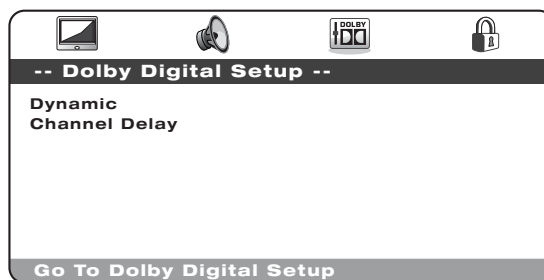 DOLBY
-- Dolby Digital Setup --
Dynamic
Channel Delay
Go To Dolby Digital Setup